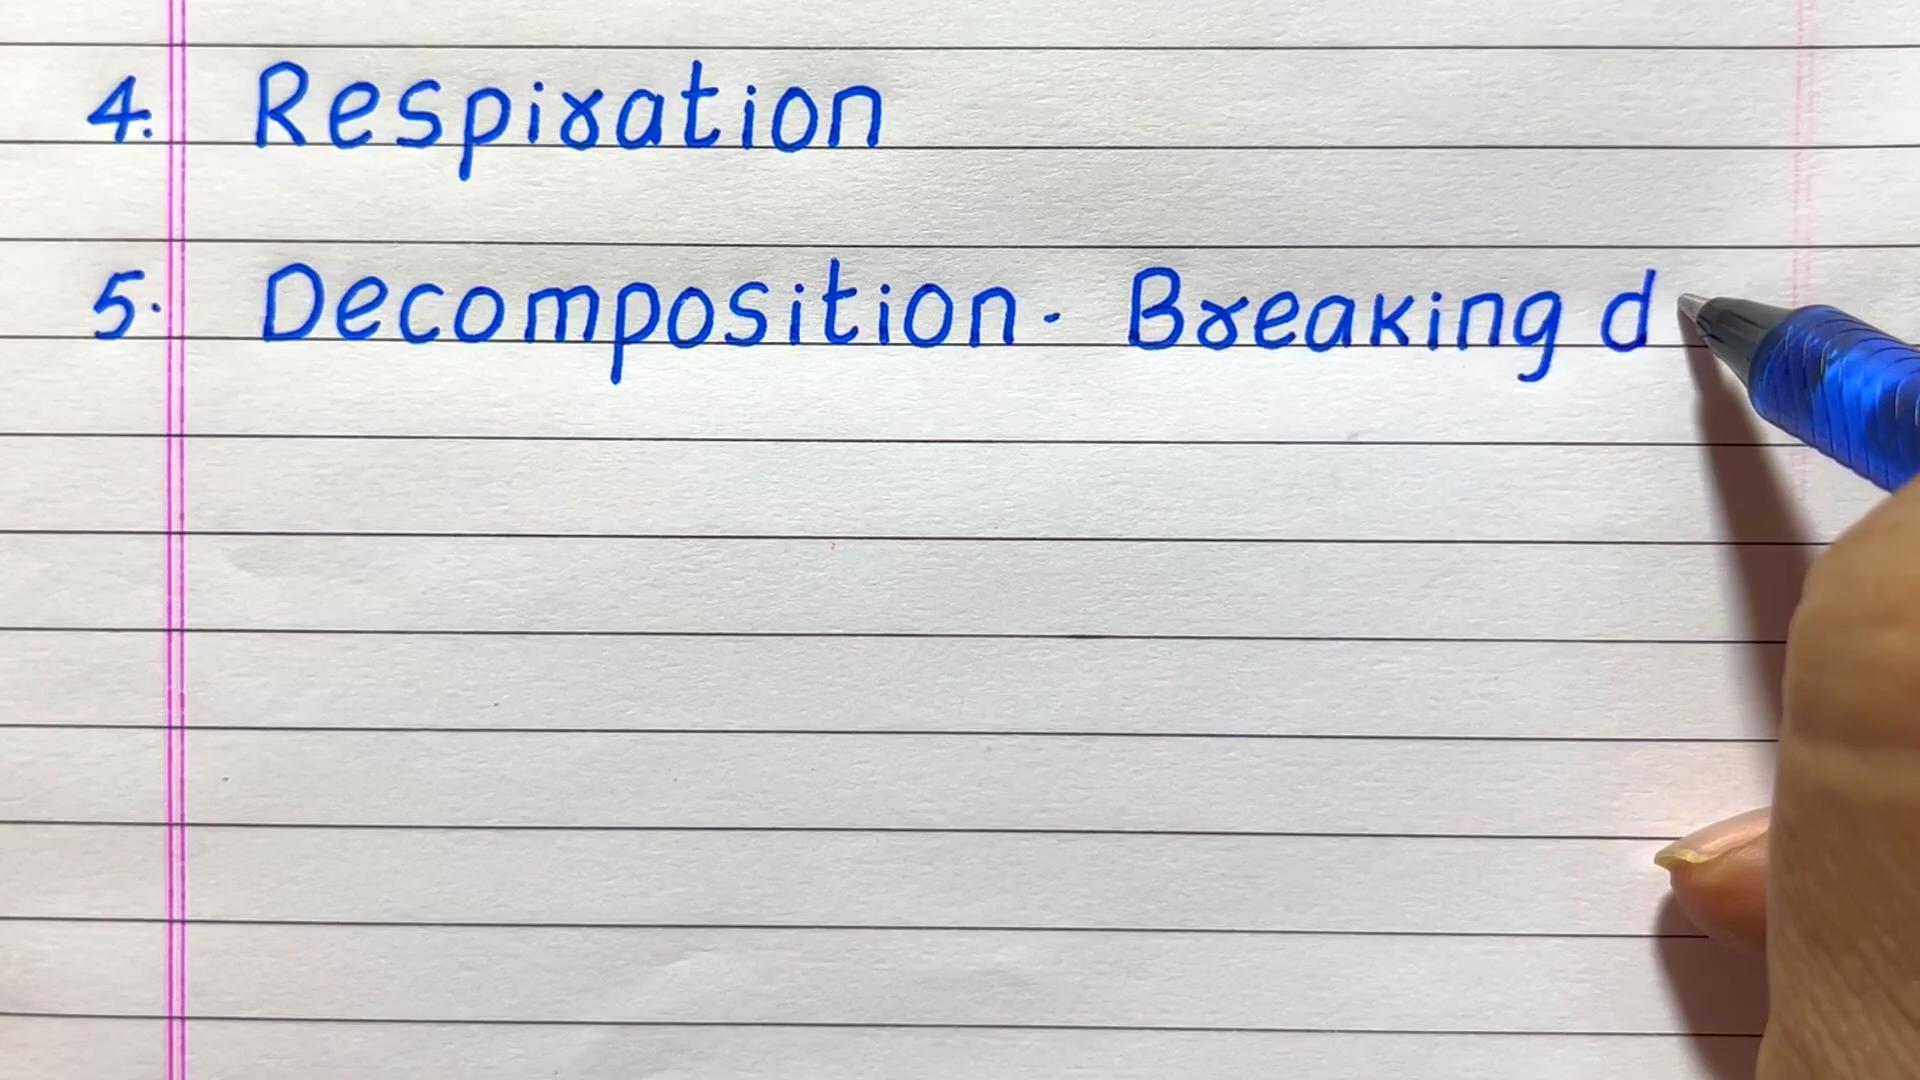 4. Respiration
5. Decomposition - Breaking d